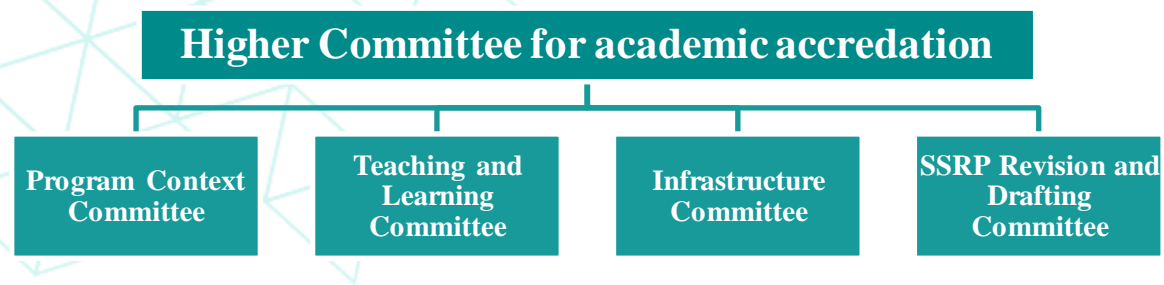 Higher Committee for academic accredation
Program Context
Committee
Teaching and
Learning
Committee
Infrastructure
Committee
SSRP Revision and
Drafting
Committee